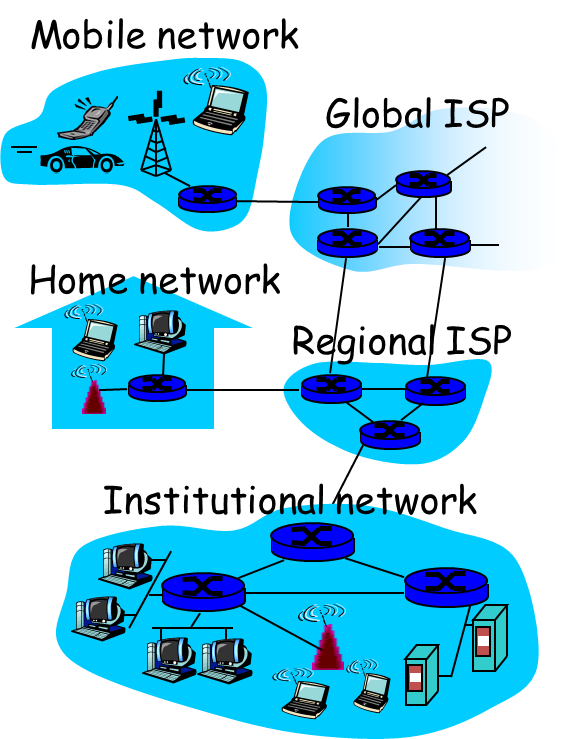 Mobile network
Global ISP
Home network
Regional ISP
Institutional network